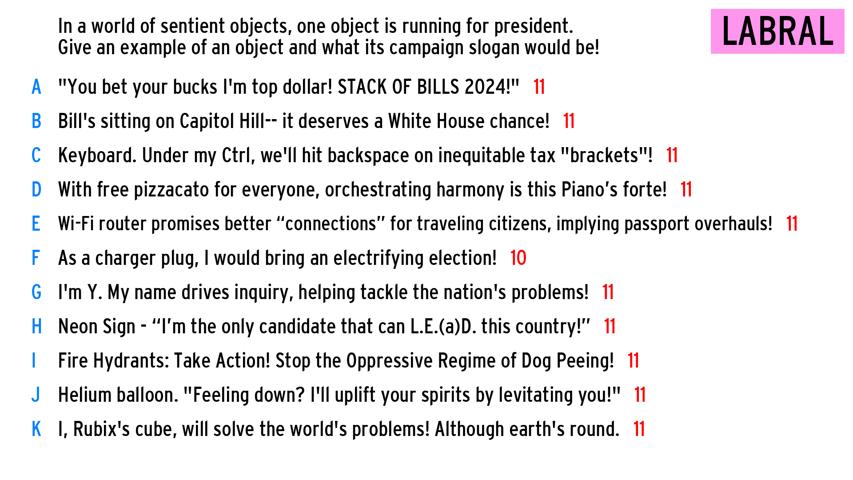 In a world of sentient objects, one object is running for president.
Give an example of an object and what its campaign slogan would be!
LABRAL
A "You bet your bucks I'm top dollar! STACK OF BILLS 2024!" 11
B Bill's sitting on Capitol Hill-- it deserves a White House chance! 11
C Keyboard. Under my Ctrl, we'll hit backspace on inequitable tax "brackets"! 11
D With free pizzacato for everyone, orchestrating harmony is this Piano’s forte! 11
E Wi-Fi router promises better “connections” for traveling citizens, implying passport overhauls! 11
F As a charger plug, I would bring an electrifying election! 10
G I'm Y. My name drives inquiry, helping tackle the nation's problems! 11
H Neon Sign - “I’m the only candidate that can L.E.(a)D. this country!” 11
I Fire Hydrants: Take Action! Stop the Oppressive Regime of Dog Peeing! 11
J Helium balloon. "Feeling down? I'll uplift your spirits by levitating you!" 11
K I, Rubix's cube, will solve the world's problems! Although earth's round. 11